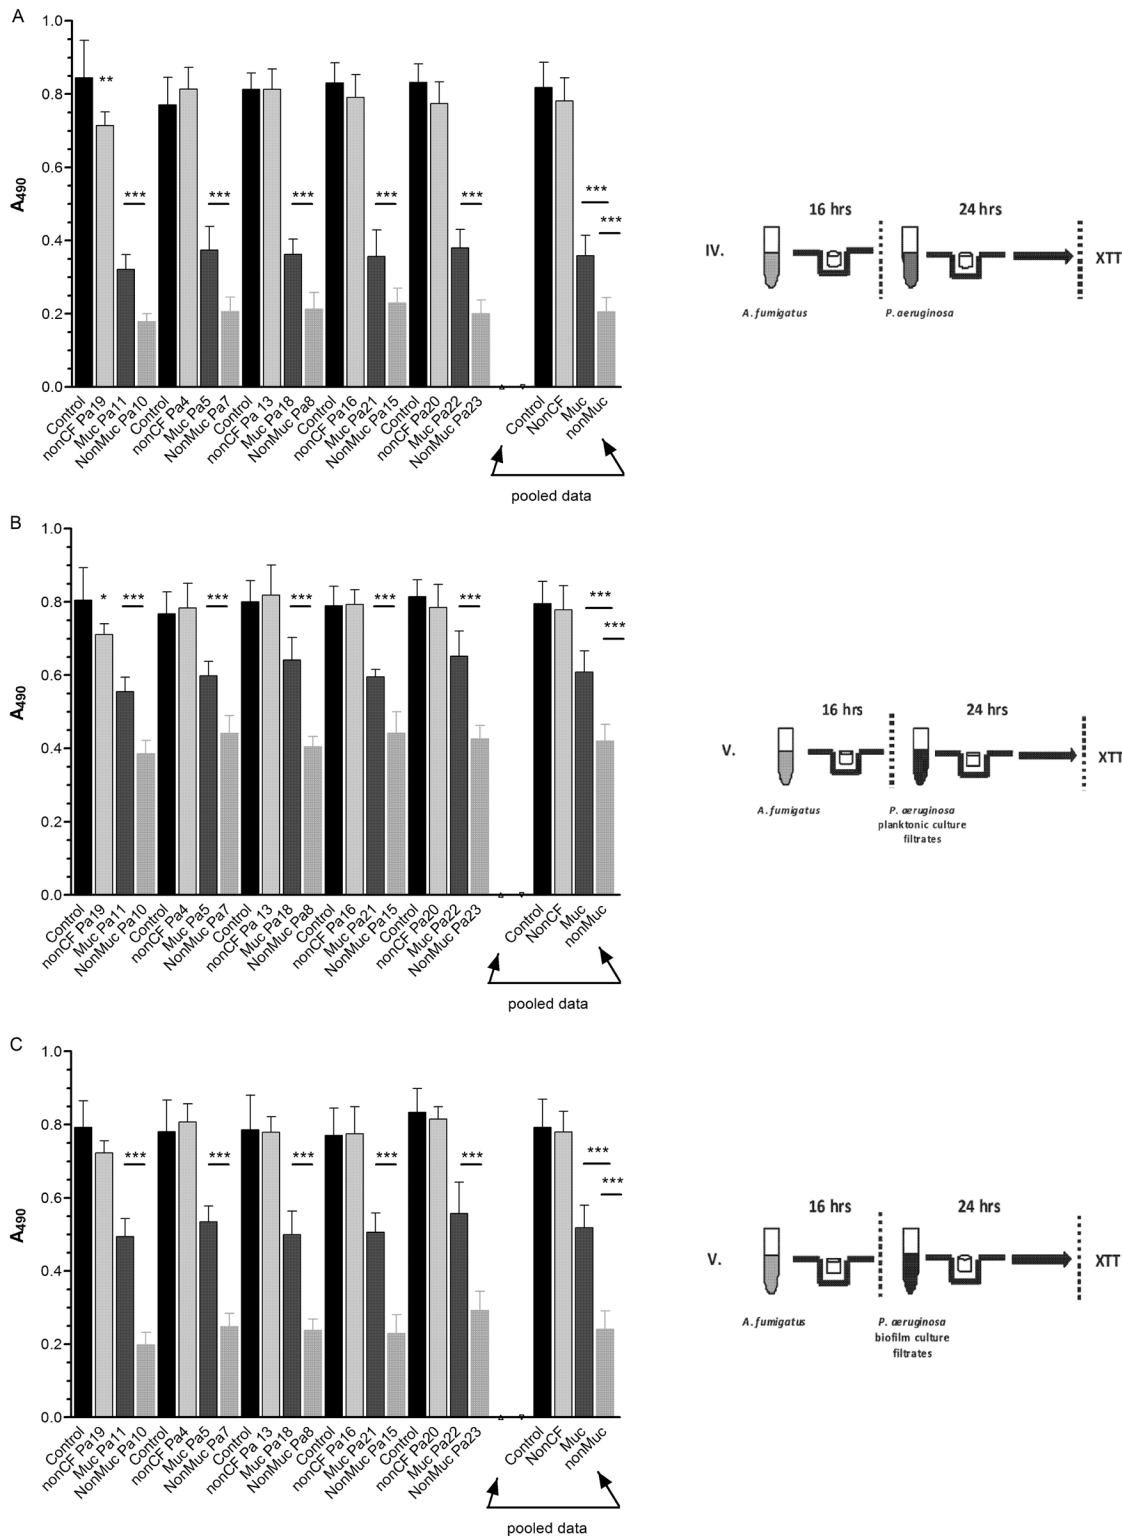 A
1.0
0.8
0.6
0.4
0.2
0.0
A490
** *** *** *** *** *** *** ***
Control
nonCF Pa19
Muc Pa11
NonMuc Pa10
Control
nonCF Pa4
Muc Pa5
NonMuc Pa7
Control
nonCF Pa 13
Muc Pa18
NonMuc Pa8
Control
nonCF Pa16
Muc Pa21
NonMuc Pa15
Control
nonCF Pa20
Muc Pa22
NonMuc Pa23
Control
NonCF
Muc
nonMuc
pooled data
IV.
16 hrs
24 hrs
XTT
A. fumigatus
P. aeruginosa
B
1.0
0.8
0.6
0.4
0.2
0.0
A490
* *** *** *** *** *** *** ***
Control
nonCF Pa19
Muc Pa11
NonMuc Pa10
Control
nonCF Pa4
Muc Pa5
NonMuc Pa7
Control
nonCF Pa 13
Muc Pa18
NonMuc Pa8
Control
nonCF Pa16
Muc Pa21
NonMuc Pa15
Control
nonCF Pa20
Muc Pa22
NonMuc Pa23
Control
NonCF
Muc
nonMuc
pooled data
V.
16 hrs
24 hrs
XTT
A. fumigatus
P. aeruginosa
planktonic culture
filtrates
C
1.0
0.8
0.6
0.4
0.2
0.0
A490
*** *** *** *** *** *** ***
Control
nonCF Pa19
Muc Pa11
NonMuc Pa10
Control
nonCF Pa4
Muc Pa5
NonMuc Pa7
Control
nonCF Pa 13
Muc Pa18
NonMuc Pa8
Control
nonCF Pa16
Muc Pa21
NonMuc Pa15
Control
nonCF Pa20
Muc Pa22
NonMuc Pa23
Control
NonCF
Muc
nonMuc
pooled data
V.
16 hrs
24 hrs
XTT
A. fumigatus
P. aeruginosa
biofilm culture
filtrates